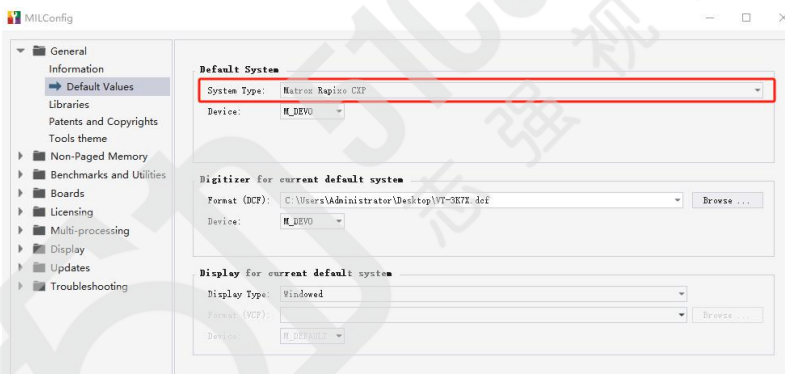 MILConfig
General
Information
Default Values
Libraries
Patents and Copyrights
Tools theme
Non-Paged Memory
Benchmarks and Utilities
Boards
Licensing
Multi-processing
Display
Updates
Troubleshooting
Default System
System Type: Matrox Rapixo CXP
Device: M_DEV0
Digitizer for current default system
Format (DCF): C:\Users\Administrator\Desktop\VT-3K7X.dcf Browse ...
Device: M_DEV0
Display for current default system
Display Type: Windowed
Format (VCF): Browse ...
Device: M_DEFAULT
志强视